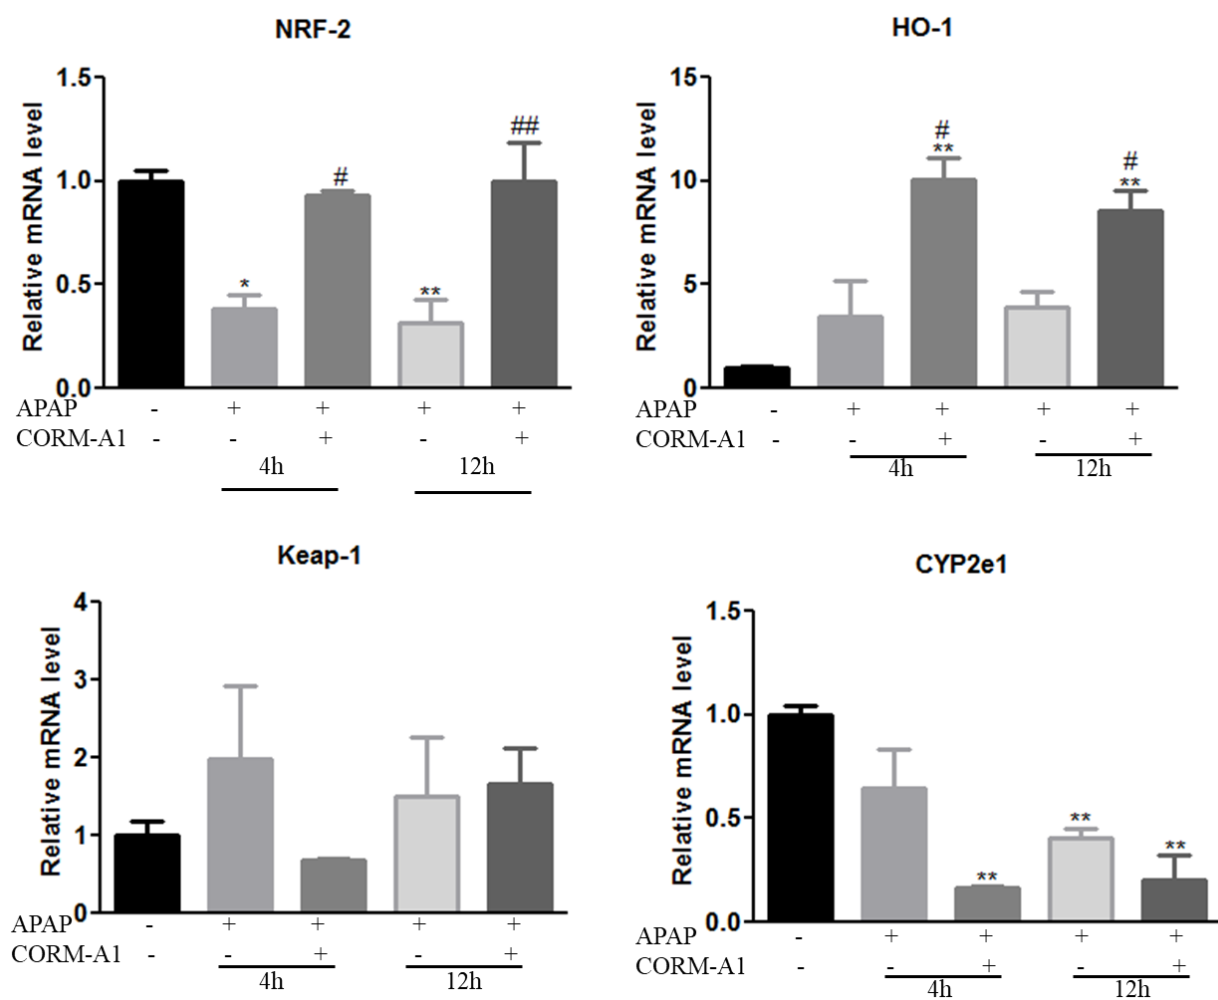 NRF-2
Relative mRNA level
1.5
1.0
0.5
0.0
*
#
**
##
APAP - + + + +
CORM-A1 - - + - +
4h 12h
HO-1
Relative mRNA level
15
10
5
0
#
**
#
**
APAP - + + + +
CORM-A1 - - + - +
4h 12h
Keap-1
Relative mRNA level
4
3
2
1
0
APAP - + + + +
CORM-A1 - - + - +
4h 12h
CYP2e1
Relative mRNA level
1.5
1.0
0.5
0.0
**
**
**
APAP - + + + +
CORM-A1 - - + - +
4h 12h